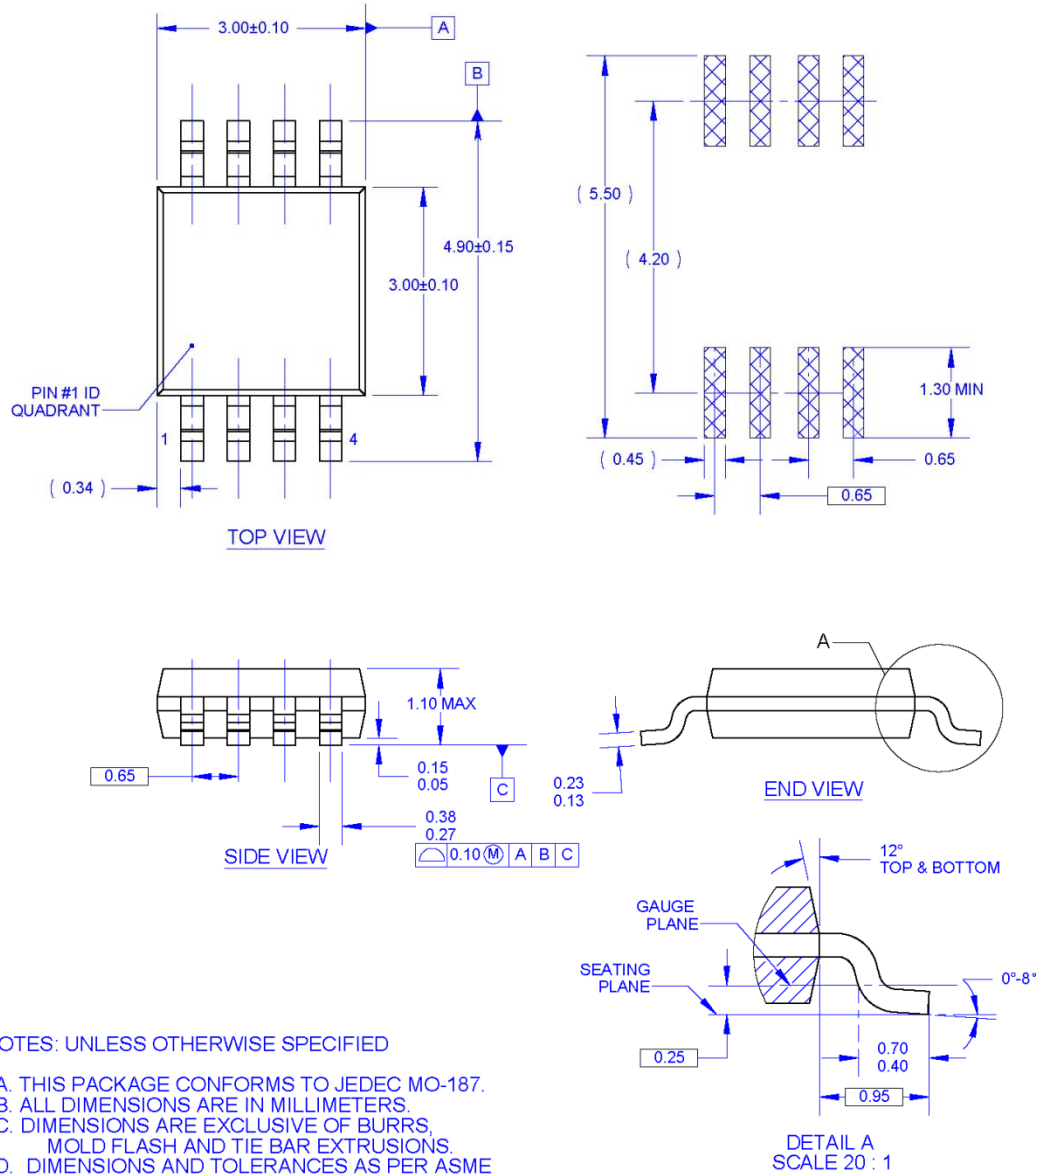 3.00±0.10
A
B
4.90±0.15
3.00±0.10
PIN #1 ID
QUADRANT
1
4
( 0.34 )
TOP VIEW
( 5.50 )
( 4.20 )
1.30 MIN
( 0.45 )
0.65
0.65
1.10 MAX
0.65
0.15
0.05
C
0.38
0.27
SIDE VIEW
0.10 Ⓜ A B C
A
0.23
0.13
END VIEW
12°
TOP & BOTTOM
GAUGE
PLANE
SEATING
PLANE
0°-8°
0.25
0.70
0.40
0.95
DETAIL A
SCALE 20 : 1
OTES: UNLESS OTHERWISE SPECIFIED
A. THIS PACKAGE CONFORMS TO JEDEC MO-187.
B. ALL DIMENSIONS ARE IN MILLIMETERS.
C. DIMENSIONS ARE EXCLUSIVE OF BURRS,
MOLD FLASH AND TIE BAR EXTRUSIONS.
D. DIMENSIONS AND TOLERANCES AS PER ASME